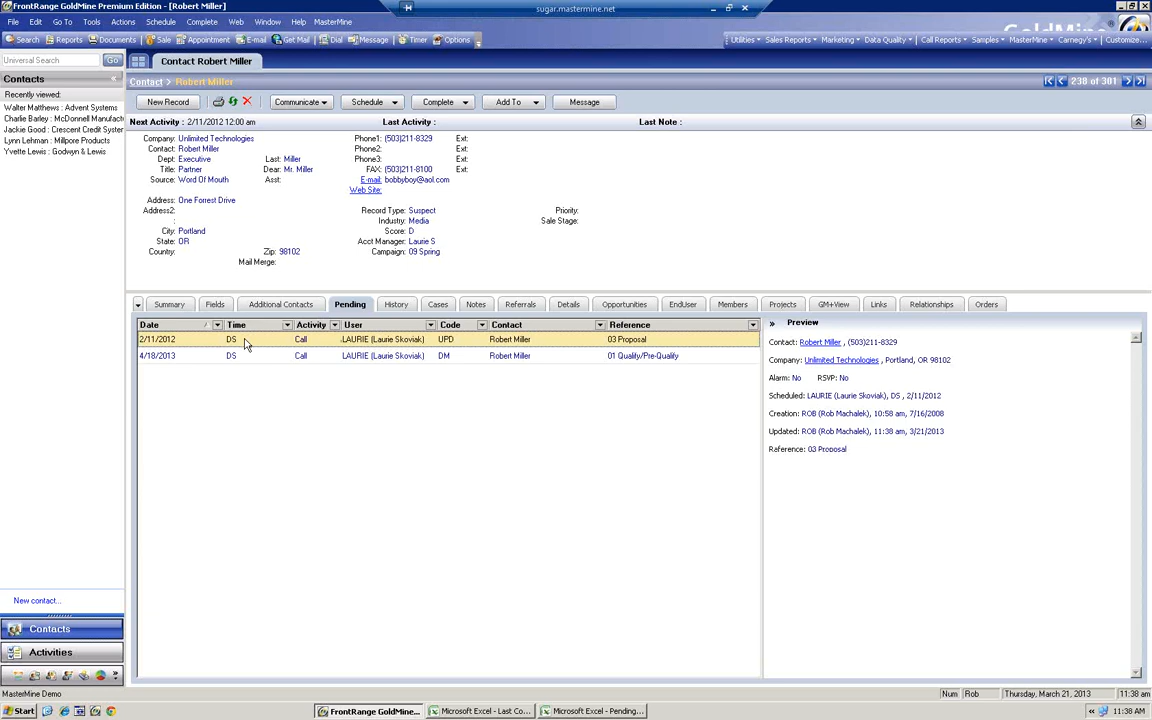 FrontRange GoldMine Premium Edition - [Robert Miller]
sugar.mastermine.net
File Edit Go To Tools Actions Schedule Complete Web Window Help MasterMine
GoldMine
Search Reports Documents Sale Appointment E-mail Get Mail Dial Message Timer Options
Utilities Sales Reports Marketing Data Quality Call Reports Samples MasterMine Carnegy's Customize...
Universal Search Go
Contact Robert Miller
Contacts
Contact > Robert Miller
238 of 301
Recently viewed:
Walter Matthews : Advent Systems
Charlie Barley : McDonnell Manufact
Jackie Good : Crescent Credit System
Lynn Lehman : Millpore Products
Yvette Lewis : Godwyn & Lewis
New Record Communicate Schedule Complete Add To Message
Next Activity : 2/11/2012 12:00 am Last Activity : Last Note :
Company: Unlimited Technologies Phone1: (503)211-8329 Ext:
Contact: Robert Miller Phone2: Ext:
Dept: Executive Last: Miller Phone3: Ext:
Title: Partner Dear: Mr. Miller FAX: (503)211-8100 Ext:
Source: Word Of Mouth Asst: E-mail: bobbyboy@aol.com
Web Site:
Address: One Forrest Drive
Address2: Record Type: Suspect Priority:
: Industry: Media Sale Stage:
City: Portland Score: D
State: OR Acct Manager: Laurie S
Country: Zip: 98102 Campaign: 09 Spring
Mail Merge:
Summary Fields Additional Contacts Pending History Cases Notes Referrals Details Opportunities EndUser Members Projects GM+View Links Relationships Orders
Date / Time Activity User Code Contact Reference
2/11/2012 DS Call .LAURIE (Laurie Skoviak) UPD Robert Miller 03 Proposal
4/18/2013 DS Call LAURIE (Laurie Skoviak) DM Robert Miller 01 Qualify/Pre-Qualify
» Preview
Contact: Robert Miller , (503)211-8329
Company: Unlimited Technologies , Portland, OR 98102
Alarm: No RSVP: No
Scheduled: LAURIE (Laurie Skoviak), DS , 2/11/2012
Creation: ROB (Rob Machalek), 10:58 am, 7/16/2008
Updated: ROB (Rob Machalek), 11:38 am, 3/21/2013
Reference: 03 Proposal
New contact...
Contacts
Activities
MasterMine Demo
Num Rob Thursday, March 21, 2013 11:38 am
Start FrontRange GoldMine... Microsoft Excel - Last Co... Microsoft Excel - Pending... « 11:38 AM